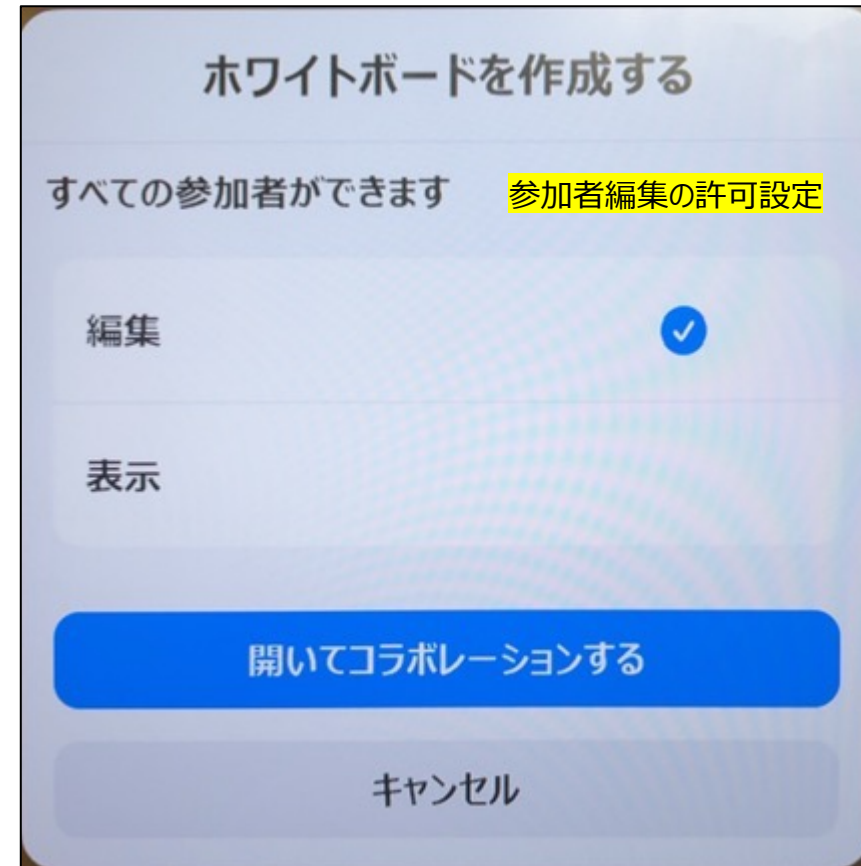 ホワイトボードを作成する
すべての参加者ができます 参加者編集の許可設定
編集
表示
開いてコラボレーションする
キャンセル